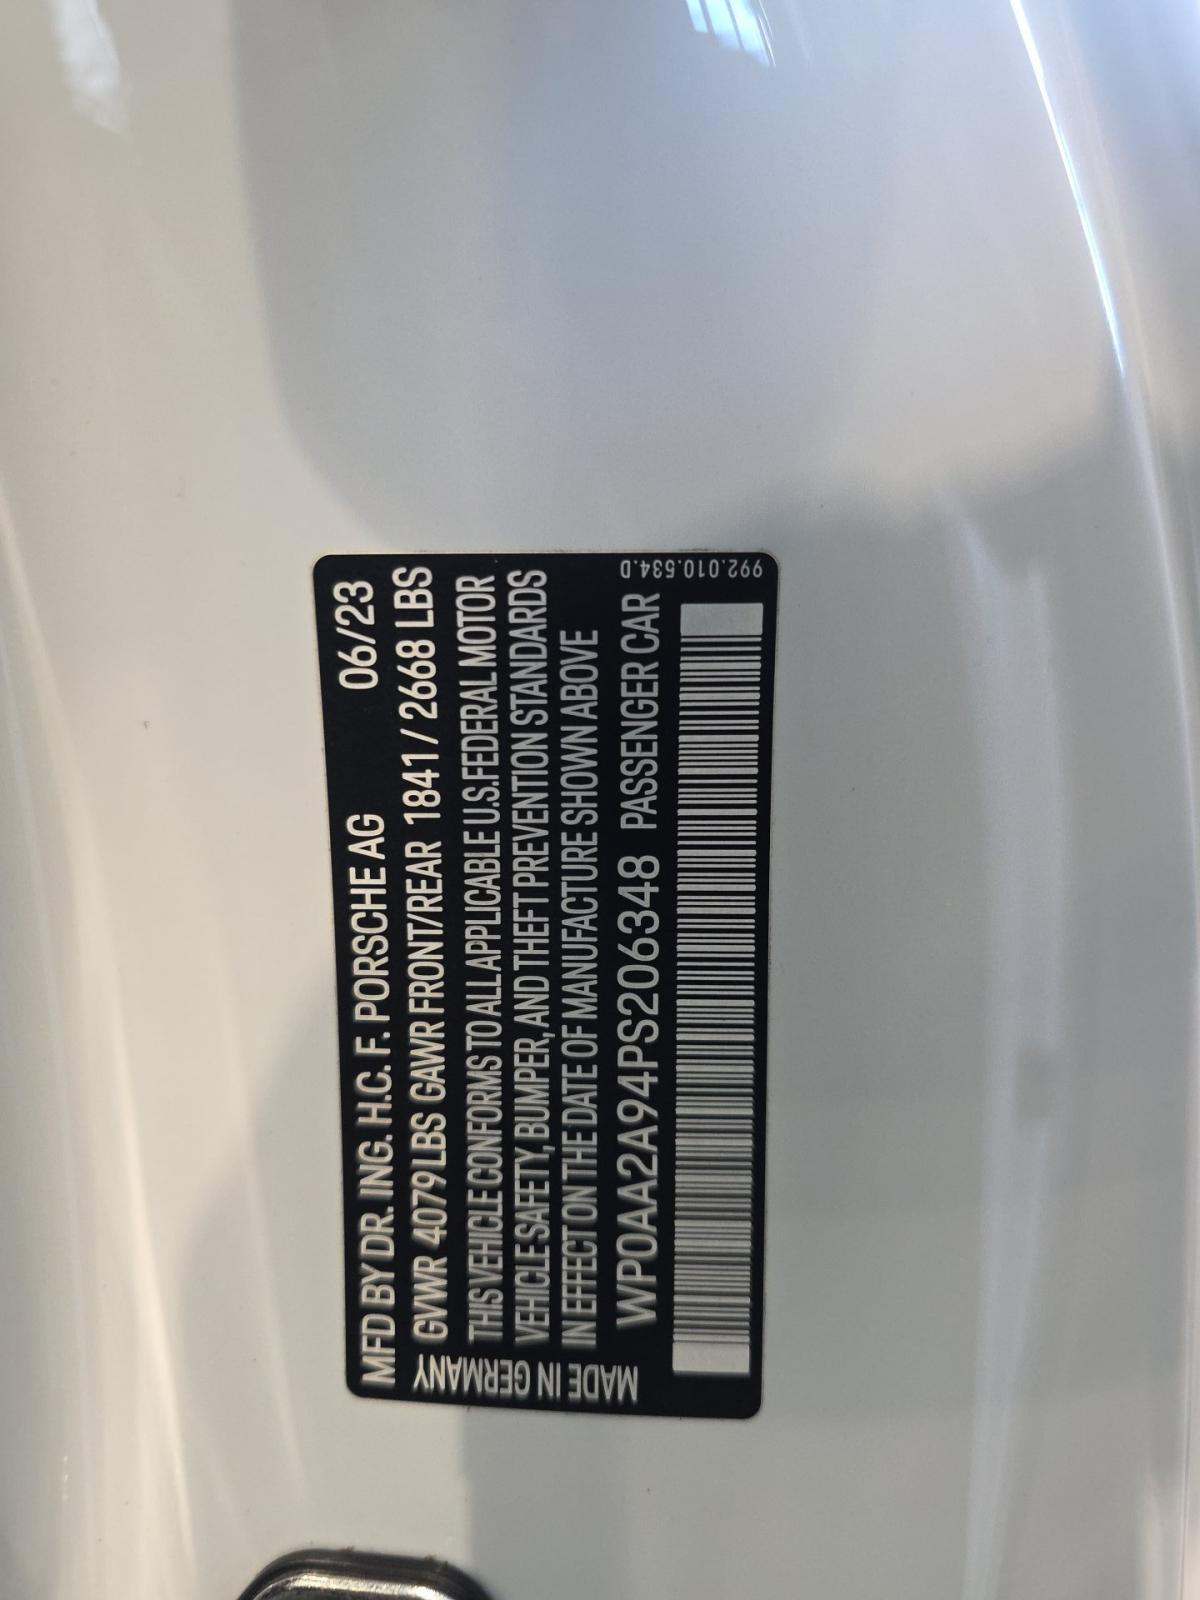 MFD BY DR. ING. H.C. F. PORSCHE AG 06/23
GVWR 4079LBS GAWR FRONT/REAR 1841/2668 LBS
THIS VEHICLE CONFORMS TO ALL APPLICABLE U.S. FEDERAL MOTOR
VEHICLE SAFETY, BUMPER, AND THEFT PREVENTION STANDARDS
IN EFFECT ON THE DATE OF MANUFACTURE SHOWN ABOVE
WP0AA2A94PS206348 PASSENGER CAR
MADE IN GERMANY
992.010.534.D